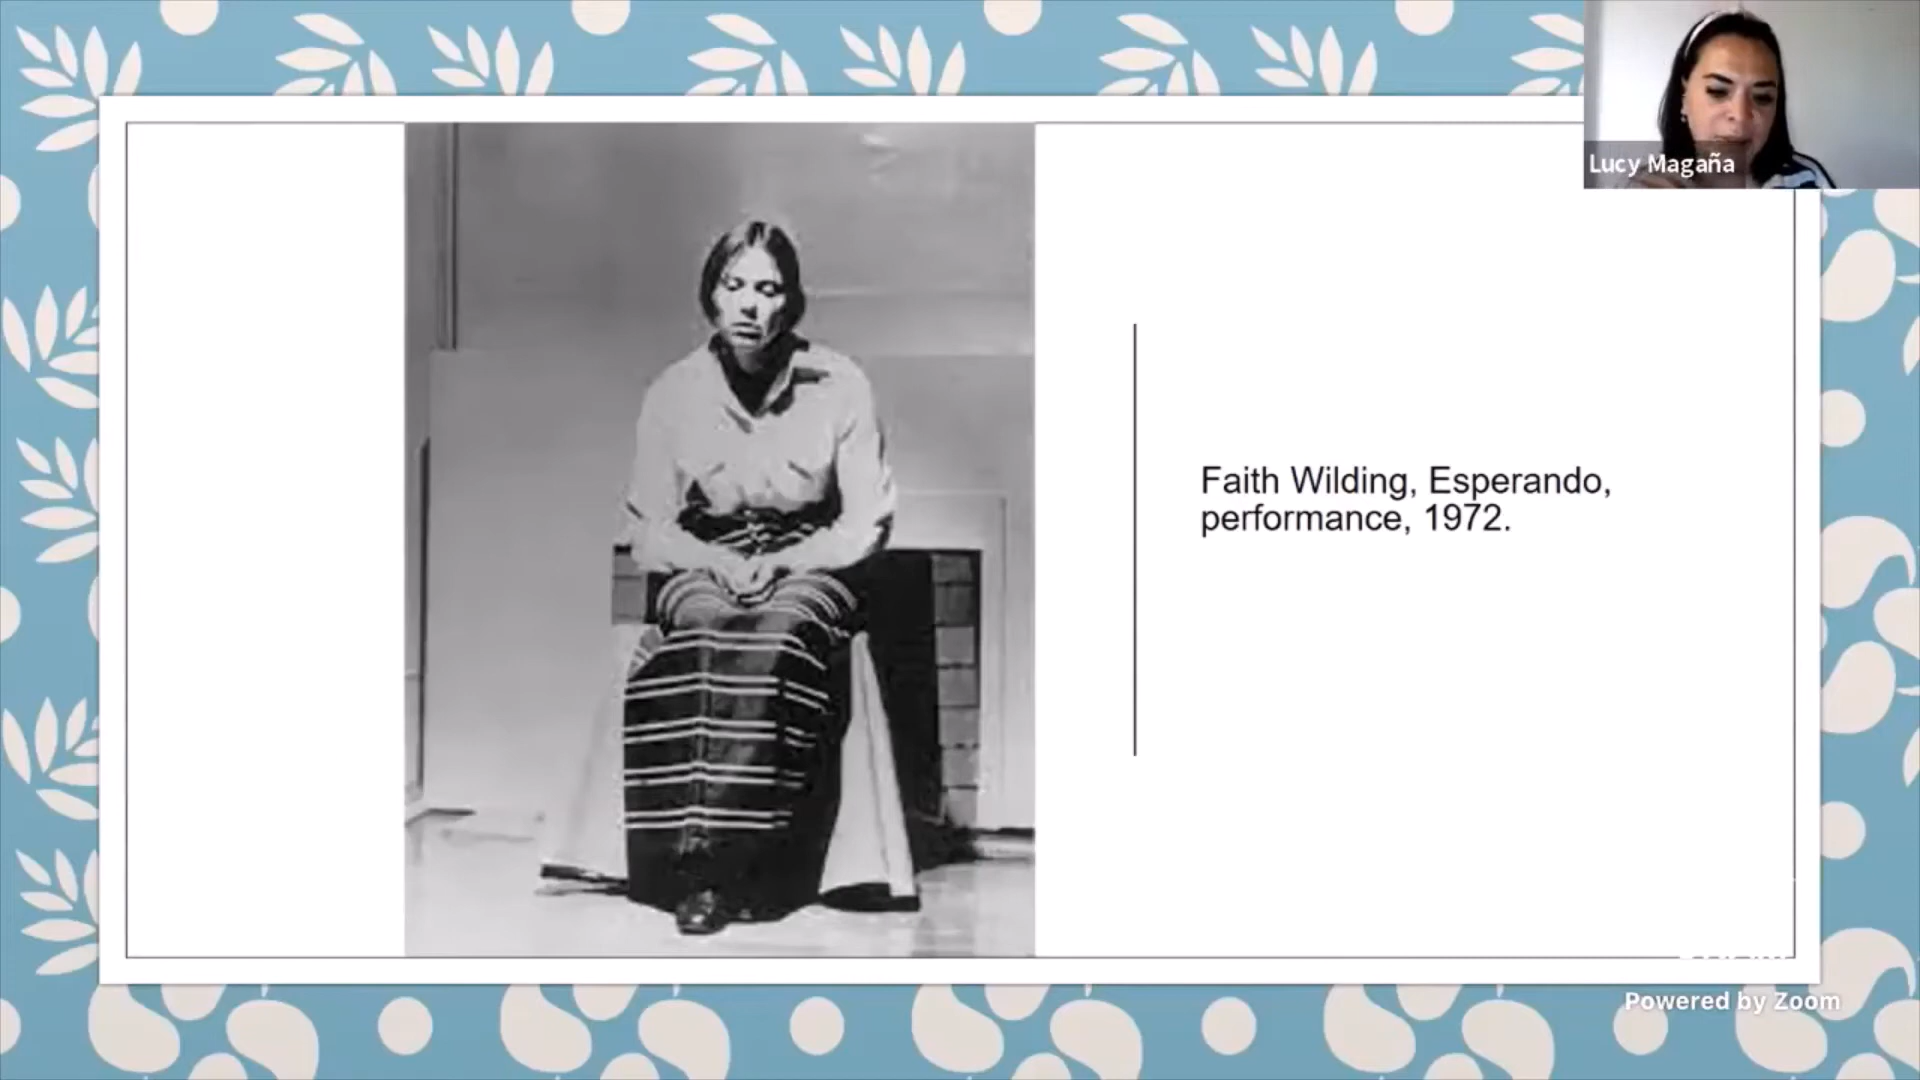 Lucy Magaña
Faith Wilding, Esperando,
performance, 1972.
Powered by Zoom